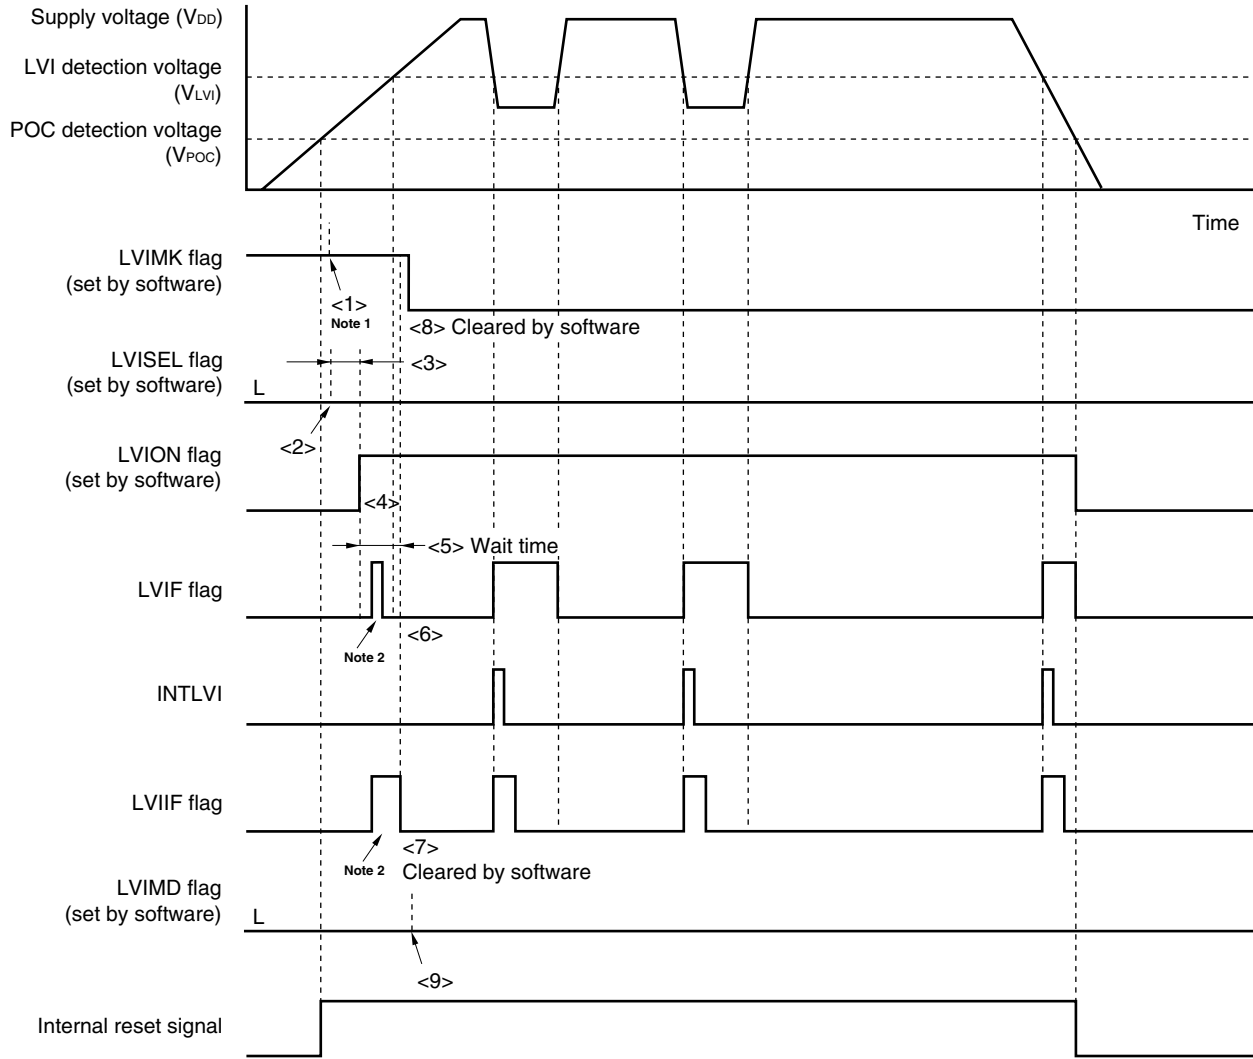 Supply voltage (VDD)
LVI detection voltage
(VLVI)
POC detection voltage
(VPOC)
Time
LVIMK flag
(set by software)
<1>
Note 1
<8> Cleared by software
LVISEL flag
(set by software)
<3>
L
<2>
LVION flag
(set by software)
<4>
<5> Wait time
LVIF flag
<6>
Note 2
INTLVI
LVIIF flag
<7>
Note 2
Cleared by software
LVIMD flag
(set by software)
L
<9>
Internal reset signal